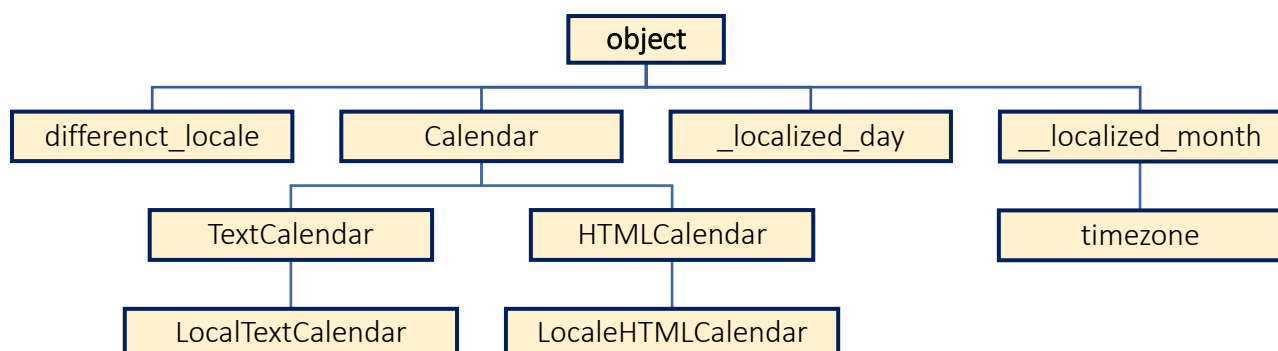 object
differenct_locale
Calendar
_localized_day
__localized_month
TextCalendar
HTMLCalendar
timezone
LocalTextCalendar
LocaleHTMLCalendar